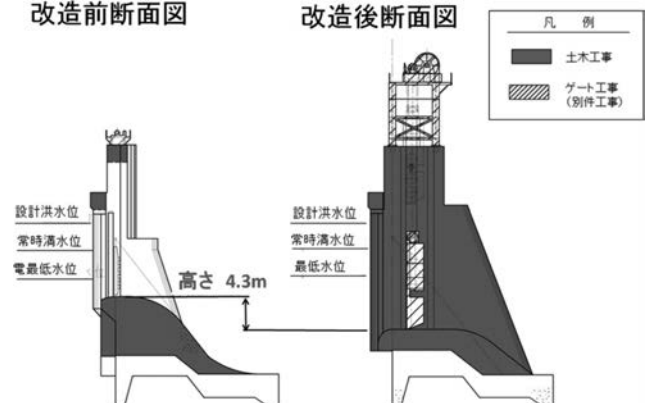 改造前断面図
改造後断面図
凡 例
土木工事
ゲート工事
(別件工事)
設計洪水位
常時満水位
電最低水位
高さ 4.3m
設計洪水位
常時満水位
最低水位